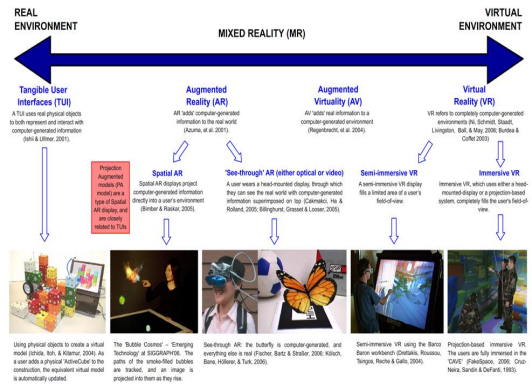 REAL
ENVIRONMENT
VIRTUAL
ENVIRONMENT
MIXED REALITY (MR)
Tangible User
Interfaces (TUI)
A TUI uses real physical objects
to both represent and interact with
computer-generated information
(Ishii & Ullmer, 2001).
Augmented
Reality (AR)
AR 'adds' computer-generated
information to the real world
(Azuma, et al. 2001).
Augmented
Virtuality (AV)
AV 'adds' real information to a
computer-generated environment
(Regenbrecht, et al. 2004).
Virtual
Reality (VR)
VR refers to completely computer-generated
environments (Ni, Schmidt, Staadt,
Livingston, Ball, & May, 2006; Burdea &
Coffet 2003)
Projection
Augmented
models (PA
model) are a
type of Spatial
AR display, and
are closely
related to TUIs
Spatial AR
Spatial AR displays project
computer-generated information
directly into a user's environment
(Bimber & Raskar, 2005).
'See-through' AR (either optical or video)
A user wears a head-mounted display, through which they
can see the real world with computer-generated
information superimposed on top (Cakmakci, Ha &
Rolland, 2005; Billinghurst, Grasset & Looser, 2005).
Semi-immersive VR
A semi-immersive VR display
fills a limited area of a user's
field-of-view.
Immersive VR
Immersive VR, which uses either a head-
mounted-display or a projection-based
system, completely fills the user's field-of-
view.
Using physical objects to create a virtual
model (Ichida, Itoh, & Kitamur, 2004). As
a user adds a physical 'ActiveCube' to the
construction, the equivalent virtual model
is automatically updated.
The 'Bubble Cosmos' – 'Emerging
Technology' at SIGGRAPH'06. The
paths of the smoke-filled bubbles
are tracked, and an image is
projected into them as they rise.
See-through AR: the butterfly is computer-generated, and
everything else is real (Fischer, Bartz & Straßer, 2006; Kölsch,
Bane, Höllerer & Turk, 2006).
Semi-immersive VR using the Barco
Baron workbench (Drettakis, Roussou,
Tsingos, Reche & Gallo, 2004).
Projection-based immersive VR.
The users are fully immersed in the
'CAVE' (FakeSpace, 2006; Cruz-
Neira, Sandin & DeFanti, 1993).